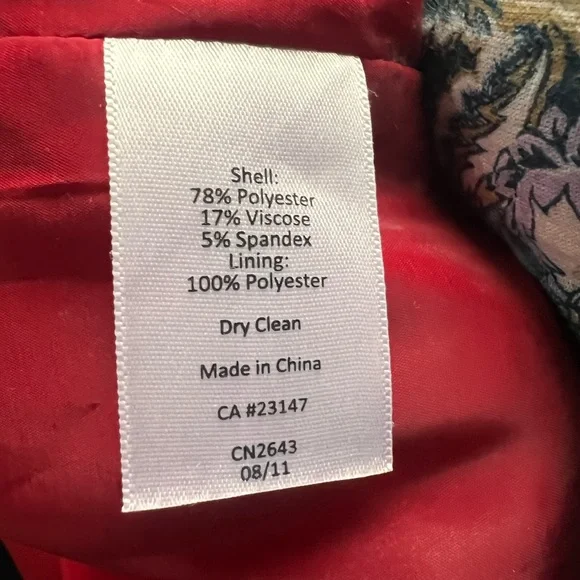 Shell:
78% Polyester
17% Viscose
5% Spandex
Lining:
100% Polyester
Dry Clean
Made in China
CA #23147
CN2643
08/11